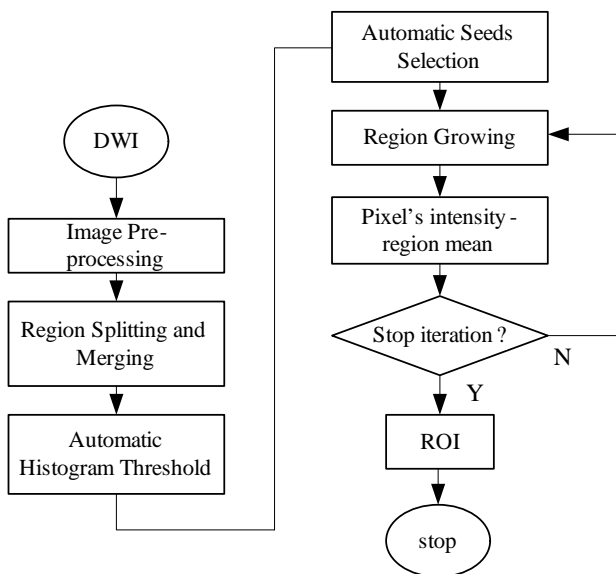 DWI
Image Pre-
processing
Region Splitting and
Merging
Automatic
Histogram Threshold
Automatic Seeds
Selection
Region Growing
Pixel's intensity -
region mean
Stop iteration ?
N
Y
ROI
stop